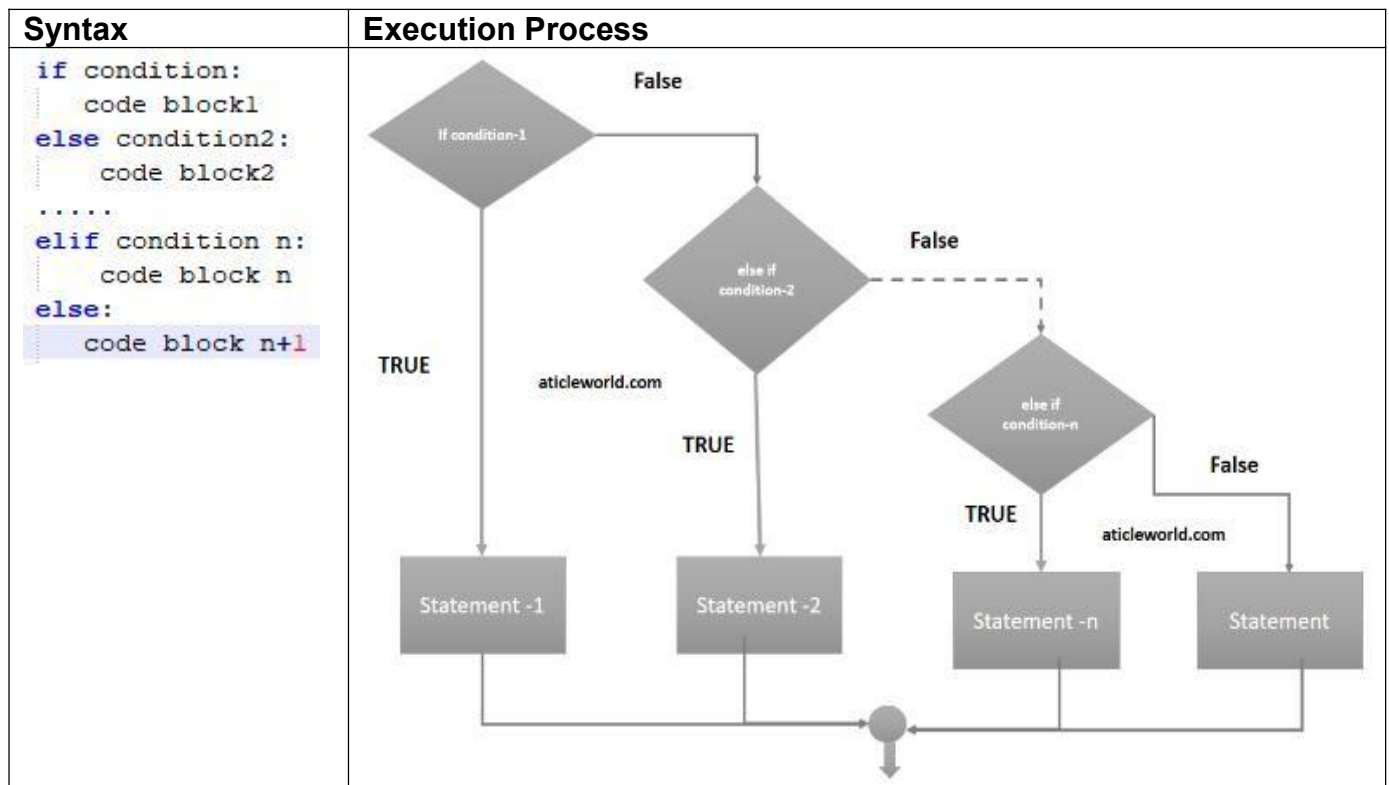 Syntax
Execution Process
if condition:
code block1
else condition2:
code block2
.....
elif condition n:
code block n
else:
code block n+1
False
If condition-1
False
else if
condition-2
TRUE
aticleworld.com
else if
condition-n
TRUE
False
TRUE
aticleworld.com
Statement -1
Statement -2
Statement -n
Statement